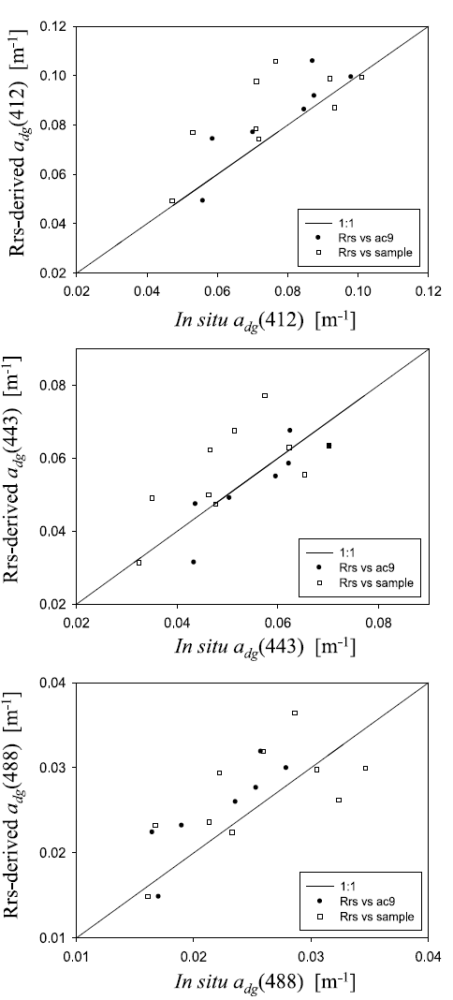 0.12
0.10
0.08
0.06
0.04
0.02
Rrs-derived a_dg(412) [m⁻¹]
1:1
Rrs vs ac9
Rrs vs sample
0.02 0.04 0.06 0.08 0.10 0.12
In situ a_dg(412) [m⁻¹]
0.08
0.06
0.04
0.02
Rrs-derived a_dg(443) [m⁻¹]
1:1
Rrs vs ac9
Rrs vs sample
0.02 0.04 0.06 0.08
In situ a_dg(443) [m⁻¹]
0.04
0.03
0.02
0.01
Rrs-derived a_dg(488) [m⁻¹]
1:1
Rrs vs ac9
Rrs vs sample
0.01 0.02 0.03 0.04
In situ a_dg(488) [m⁻¹]